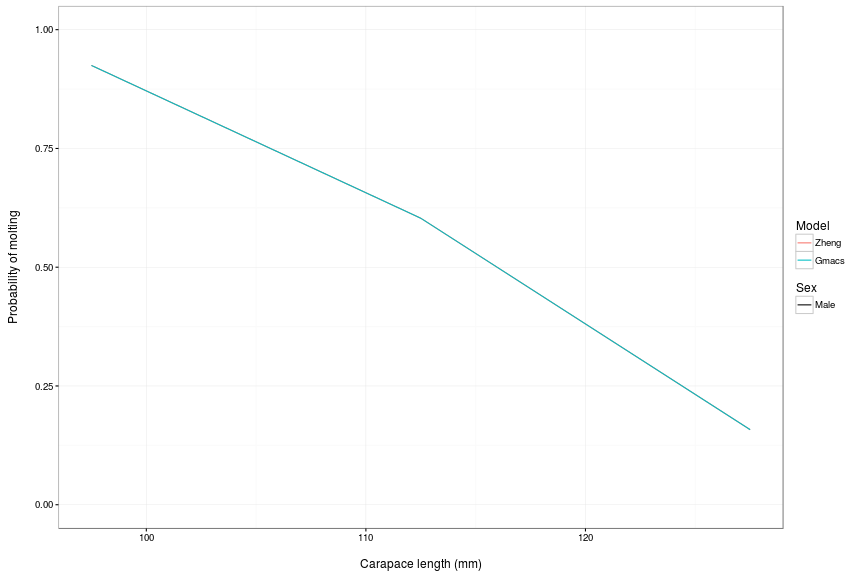 1.00
0.75
0.50
0.25
0.00
Probability of molting
100
110
120
Carapace length (mm)
Model
Zheng
Gmacs
Sex
Male